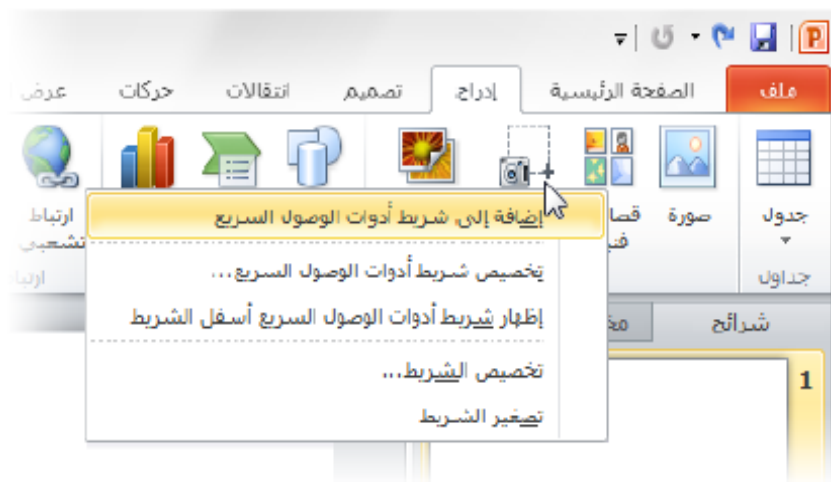 ملف الصفحة الرئيسية إدراج تصميم انتقالات حركات عرض
جدول صورة ارتباط
تشعبي
جداول
إضافة إلى شريط أدوات الوصول السريع
تخصيص شريط أدوات الوصول السريع...
إظهار شريط أدوات الوصول السريع أسفل الشريط
تخصيص الشريط...
تصغير الشريط
شرائح
1